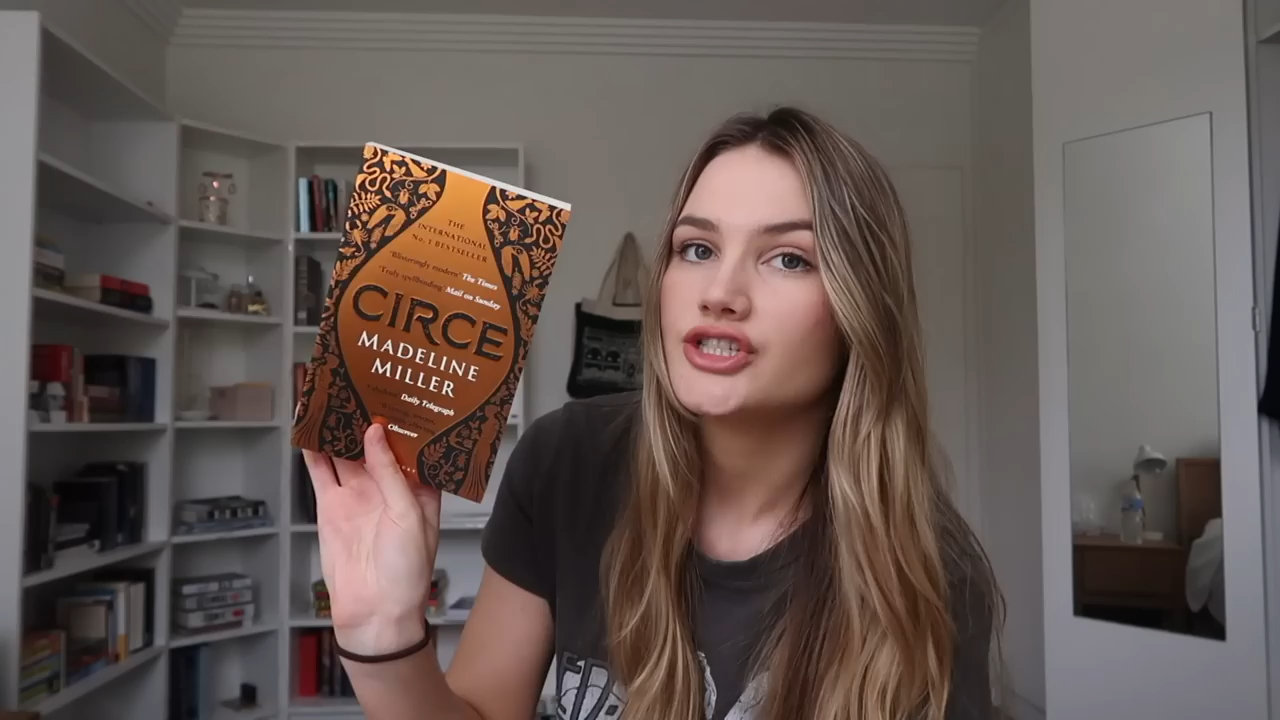 THE
INTERNATIONAL
No. 1 BESTSELLER
'Blisteringly modern' The Times
'Truly spellbinding' Mail on Sunday
CIRCE
MADELINE
MILLER
Daily Telegraph
Observer